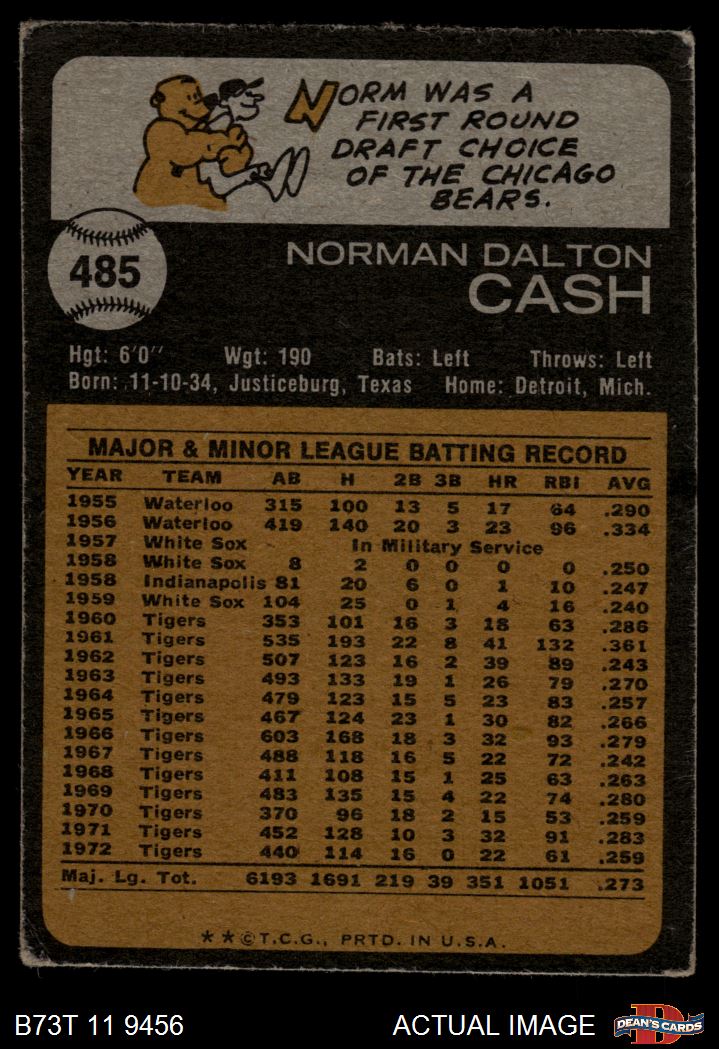 NORM WAS A
FIRST ROUND
DRAFT CHOICE
OF THE CHICAGO
BEARS.
485
NORMAN DALTON
CASH
Hgt: 6'0" Wgt: 190 Bats: Left Throws: Left
Born: 11-10-34, Justiceburg, Texas Home: Detroit, Mich.
MAJOR & MINOR LEAGUE BATTING RECORD
YEAR TEAM AB H 2B 3B HR RBI AVG
1955 Waterloo 315 100 13 5 17 64 .290
1956 Waterloo 419 140 20 3 23 96 .334
1957 White Sox In Military Service
1958 White Sox 8 2 0 0 0 0 .250
1958 Indianapolis 81 20 6 0 1 10 .247
1959 White Sox 104 25 0 1 4 16 .240
1960 Tigers 353 101 16 3 18 63 .286
1961 Tigers 535 193 22 8 41 132 .361
1962 Tigers 507 123 16 2 39 89 .243
1963 Tigers 493 133 19 1 26 79 .270
1964 Tigers 479 123 15 5 23 83 .257
1965 Tigers 467 124 23 1 30 82 .266
1966 Tigers 603 168 18 3 32 93 .279
1967 Tigers 488 118 16 5 22 72 .242
1968 Tigers 411 108 15 1 25 63 .263
1969 Tigers 483 135 15 4 22 74 .280
1970 Tigers 370 96 18 2 15 53 .259
1971 Tigers 452 128 10 3 32 91 .283
1972 Tigers 440 114 16 0 22 61 .259
Maj. Lg. Tot. 6193 1691 219 39 351 1051 .273
**©T.C.G., PRTD. IN U.S.A.
B73T 11 9456 ACTUAL IMAGE DEAN'S CARDS